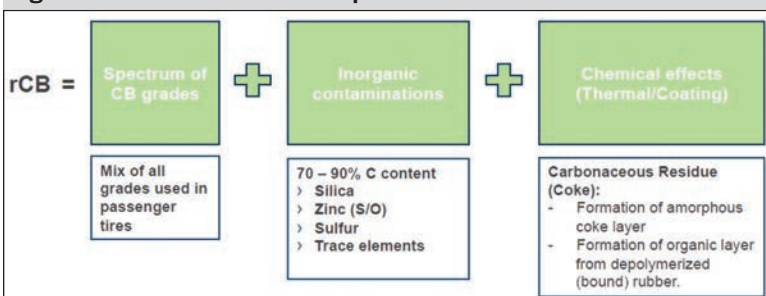 rCB =
Spectrum of
CB grades
Inorganic
contaminations
Chemical effects
(Thermal/Coating)
Mix of all
grades used in
passenger
tires
70 – 90% C content
› Silica
› Zinc (S/O)
› Sulfur
› Trace elements
Carbonaceous Residue
(Coke):
- Formation of amorphous
coke layer
- Formation of organic layer
from depolymerized
(bound) rubber.